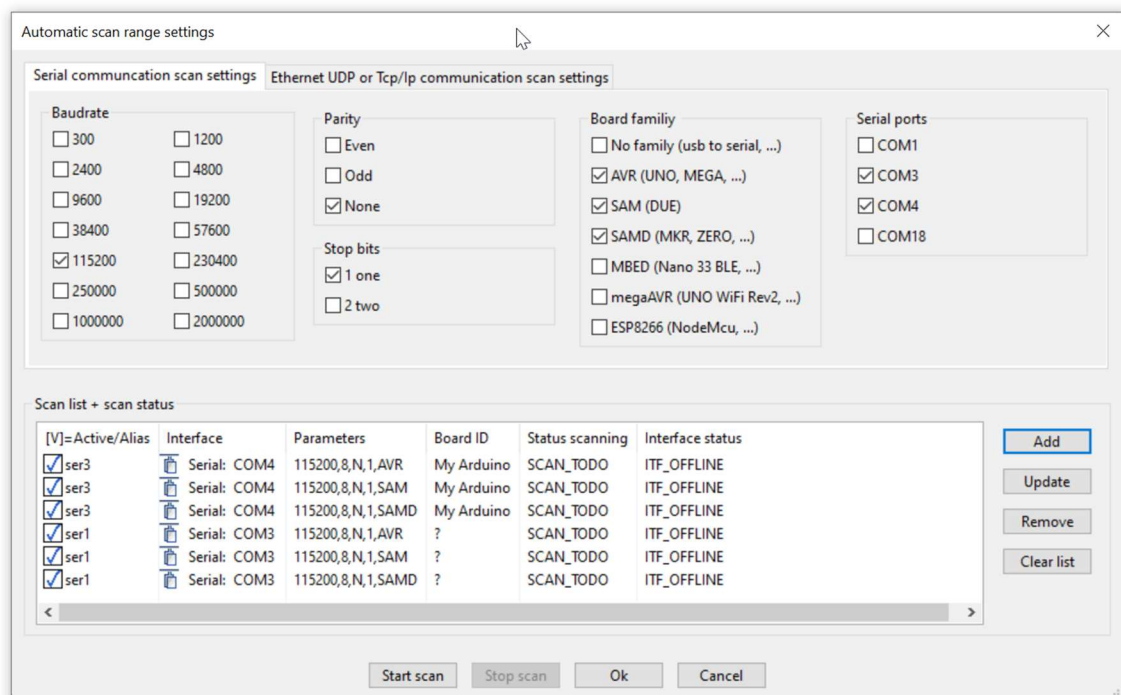 Automatic scan range settings
Serial communcation scan settings
Ethernet UDP or Tcp/Ip communication scan settings
Baudrate
300
1200
2400
4800
9600
19200
38400
57600
115200
230400
250000
500000
1000000
2000000
Parity
Even
Odd
None
Stop bits
1 one
2 two
Board familiy
No family (usb to serial, ...)
AVR (UNO, MEGA, ...)
SAM (DUE)
SAMD (MKR, ZERO, ...)
MBED (Nano 33 BLE, ...)
megaAVR (UNO WiFi Rev2, ...)
ESP8266 (NodeMcu, ...)
Serial ports
COM1
COM3
COM4
COM18
Scan list + scan status
[V]=Active/Alias Interface Parameters Board ID Status scanning Interface status
ser3 Serial: COM4 115200,8,N,1,AVR My Arduino SCAN_TODO ITF_OFFLINE
ser3 Serial: COM4 115200,8,N,1,SAM My Arduino SCAN_TODO ITF_OFFLINE
ser3 Serial: COM4 115200,8,N,1,SAMD My Arduino SCAN_TODO ITF_OFFLINE
ser1 Serial: COM3 115200,8,N,1,AVR ? SCAN_TODO ITF_OFFLINE
ser1 Serial: COM3 115200,8,N,1,SAM ? SCAN_TODO ITF_OFFLINE
ser1 Serial: COM3 115200,8,N,1,SAMD ? SCAN_TODO ITF_OFFLINE
Add
Update
Remove
Clear list
Start scan
Stop scan
Ok
Cancel